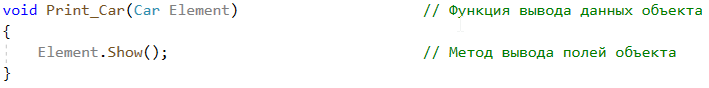 void Print_Car(Car Element) // Функция вывода данных объекта
{
Element.Show(); // Метод вывода полей объекта
}